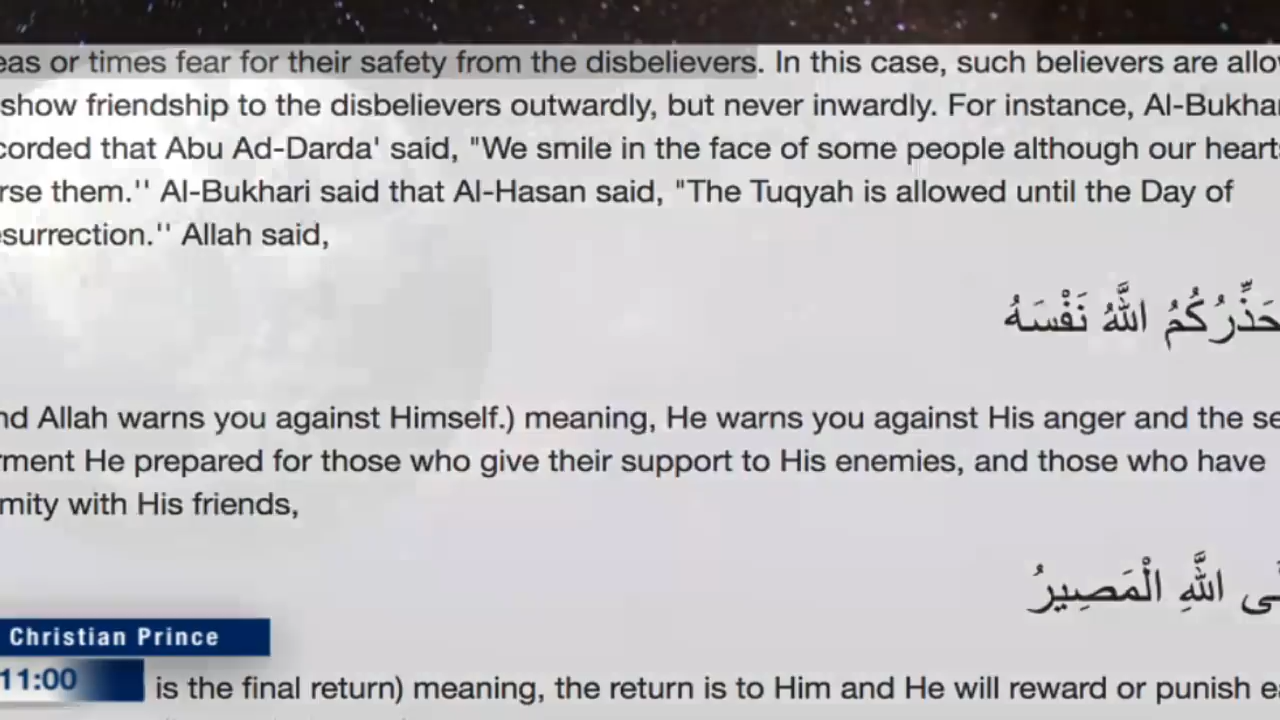 eas or times fear for their safety from the disbelievers. In this case, such believers are allo
show friendship to the disbelievers outwardly, but never inwardly. For instance, Al-Bukha
corded that Abu Ad-Darda' said, "We smile in the face of some people although our heart
rse them.'' Al-Bukhari said that Al-Hasan said, "The Tuqyah is allowed until the Day of
esurrection.'' Allah said,
حَذِّرُكُمُ اللَّهُ نَفْسَهُ
nd Allah warns you against Himself.) meaning, He warns you against His anger and the se
rment He prepared for those who give their support to His enemies, and those who have
mity with His friends,
لَى اللَّهِ الْمَصِيرُ
Christian Prince
11:00
is the final return) meaning, the return is to Him and He will reward or punish e